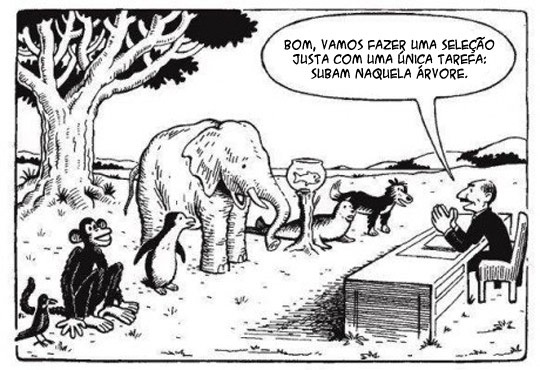 BOM, VAMOS FAZER UMA SELEÇÃO
JUSTA COM UMA ÚNICA TAREFA:
SUBAM NAQUELA ÁRVORE.